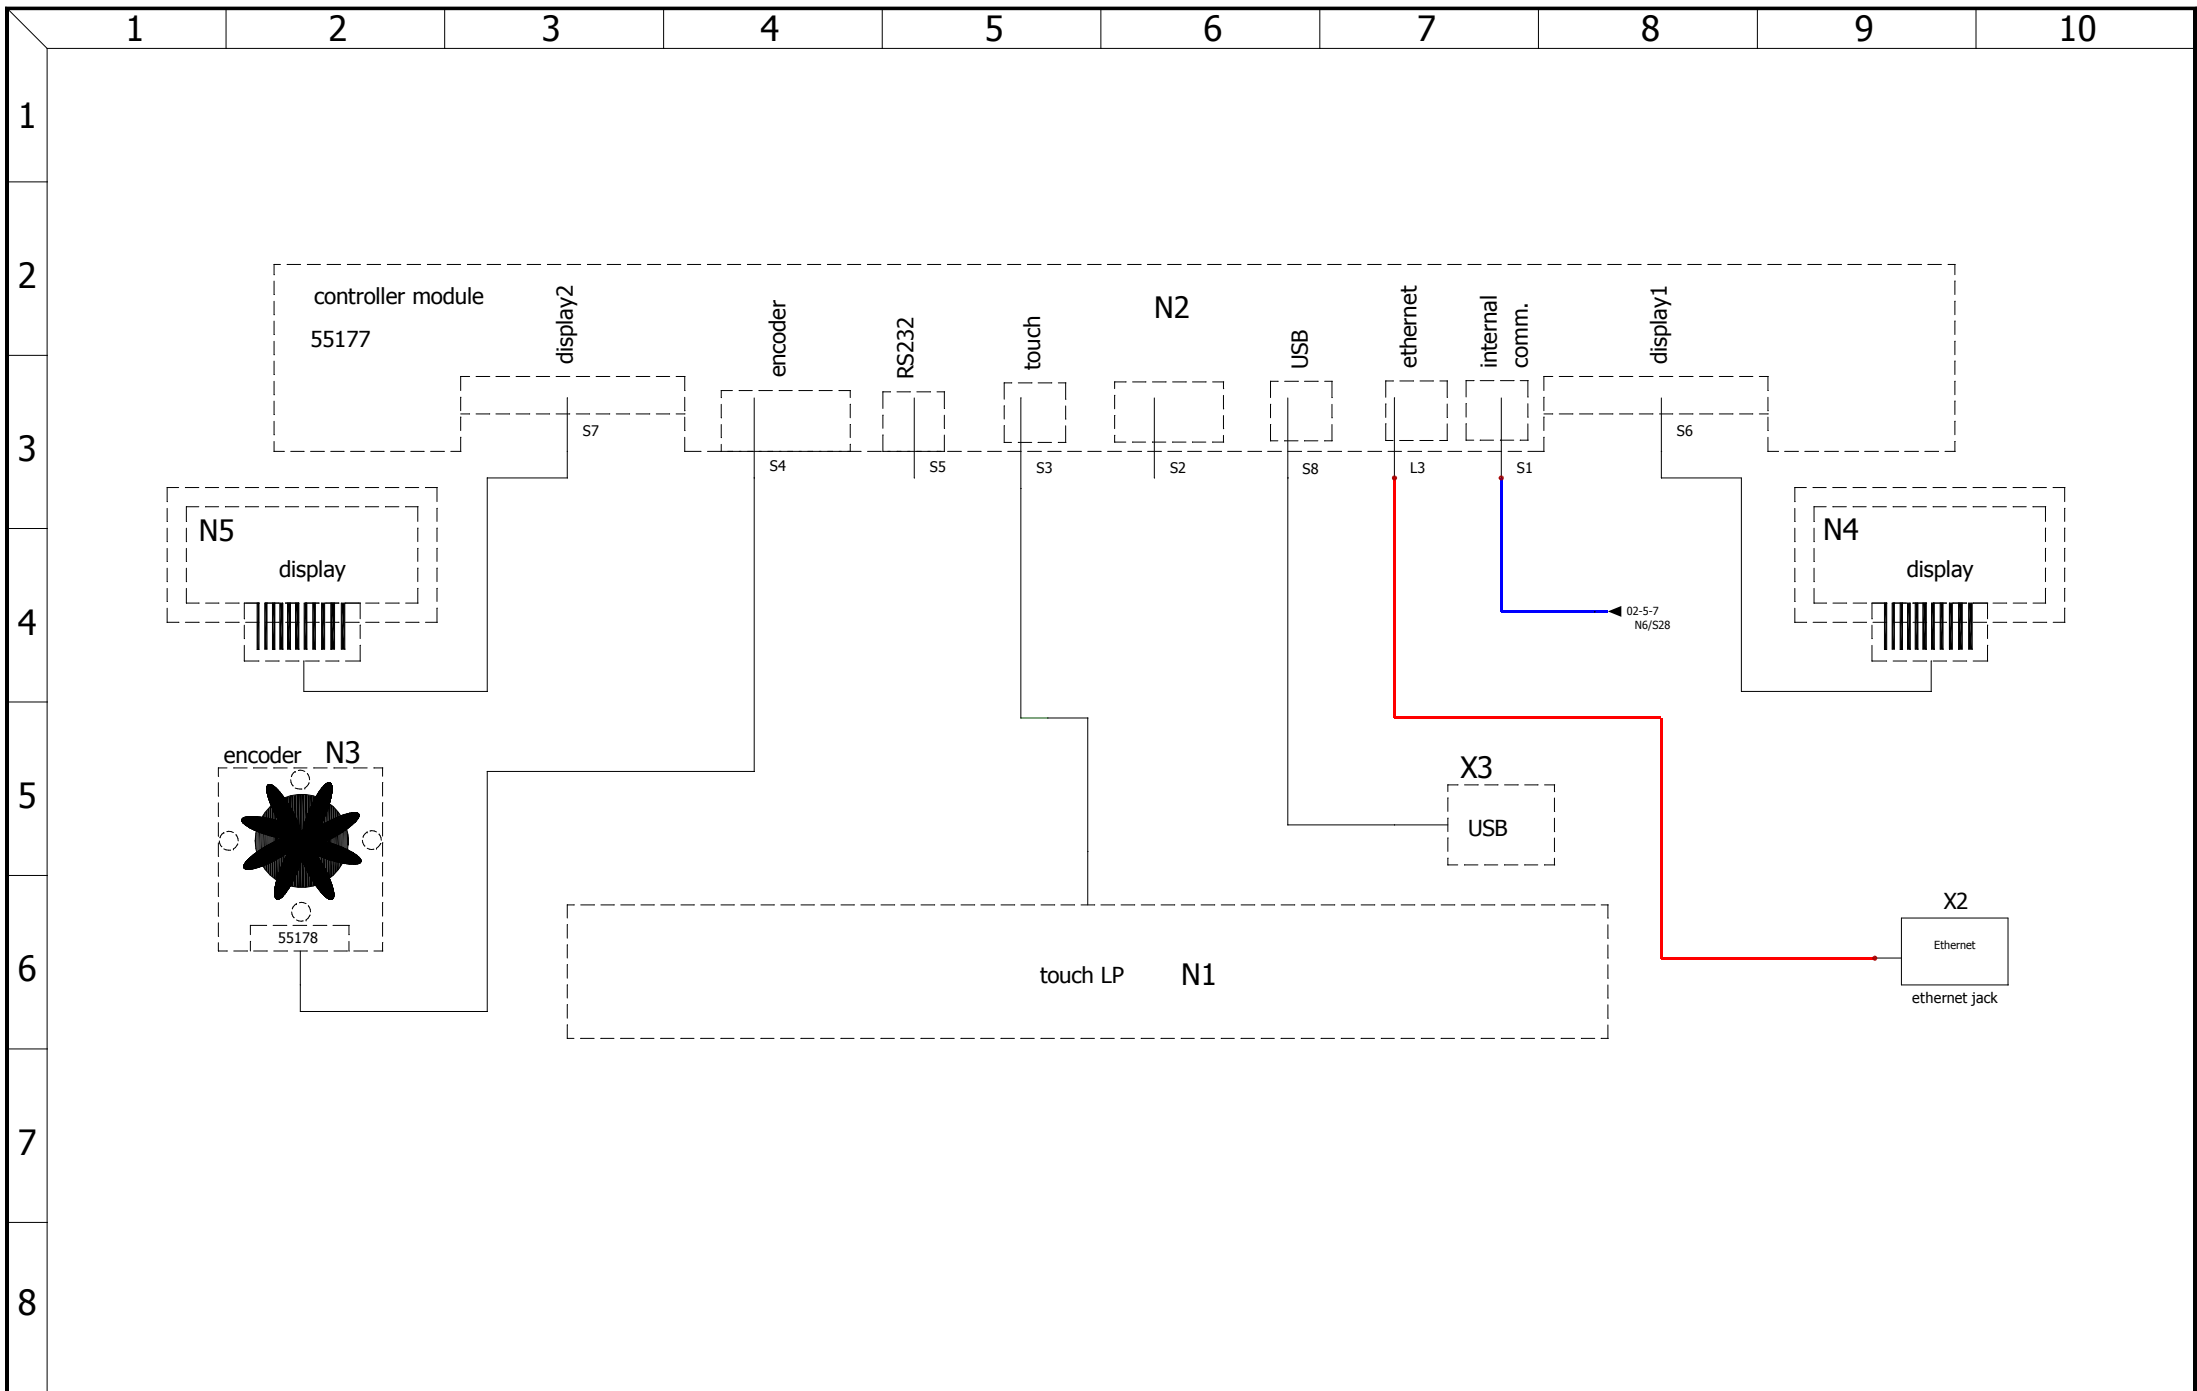 1 2 3 4 5 6 7 8 9 10
1
2
3
4
5
6
7
8
controller module
55177
display2
encoder
RS232
touch
N2
USB
ethernet
internal
comm.
display1
S7
S4
S5
S3
S2
S8
L3
S1
S6
N5
display
N4
display
02-5-7
N6/S28
encoder N3
55178
X3
USB
touch LP N1
X2
Ethernet
ethernet jack